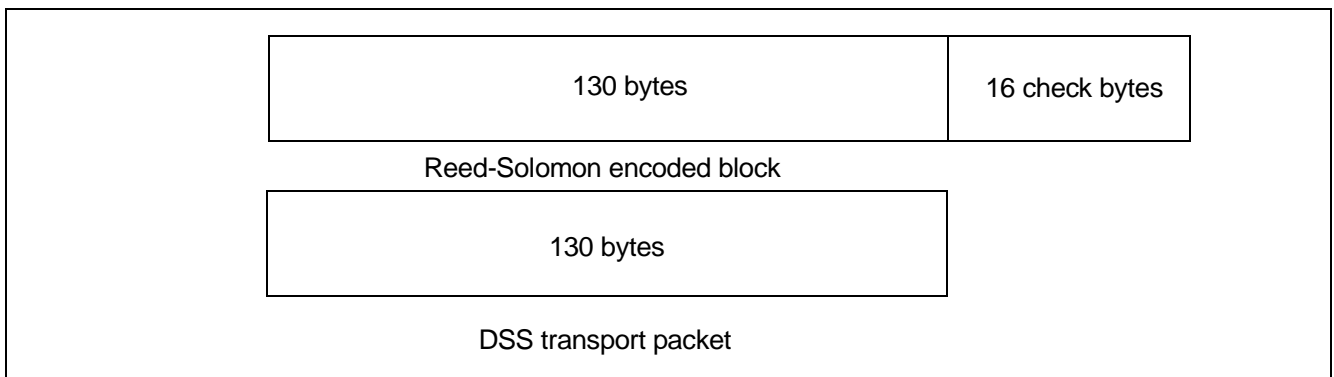 130 bytes
16 check bytes
Reed-Solomon encoded block
130 bytes
DSS transport packet